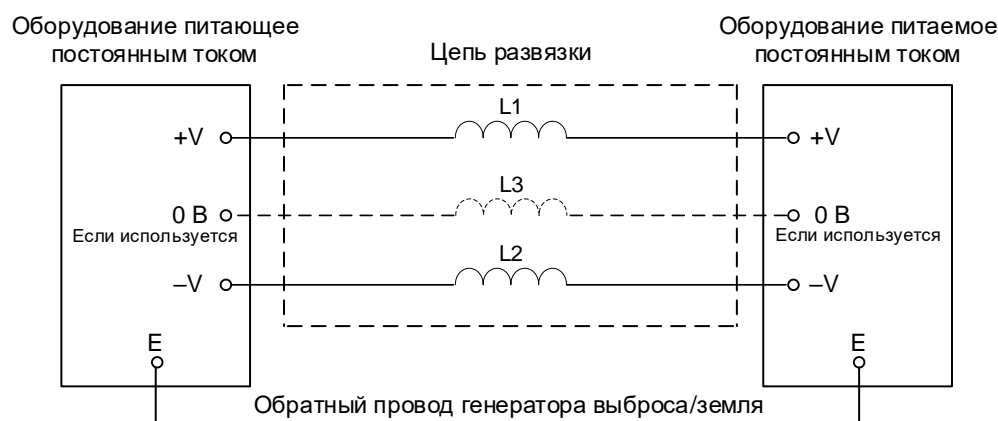 Оборудование питающее
постоянным током
Цепь развязки
Оборудование питаемое
постоянным током
L1
+V
+V
L3
0 В
Если используется
0 В
Если используется
L2
–V
–V
E
E
Обратный провод генератора выброса/земля